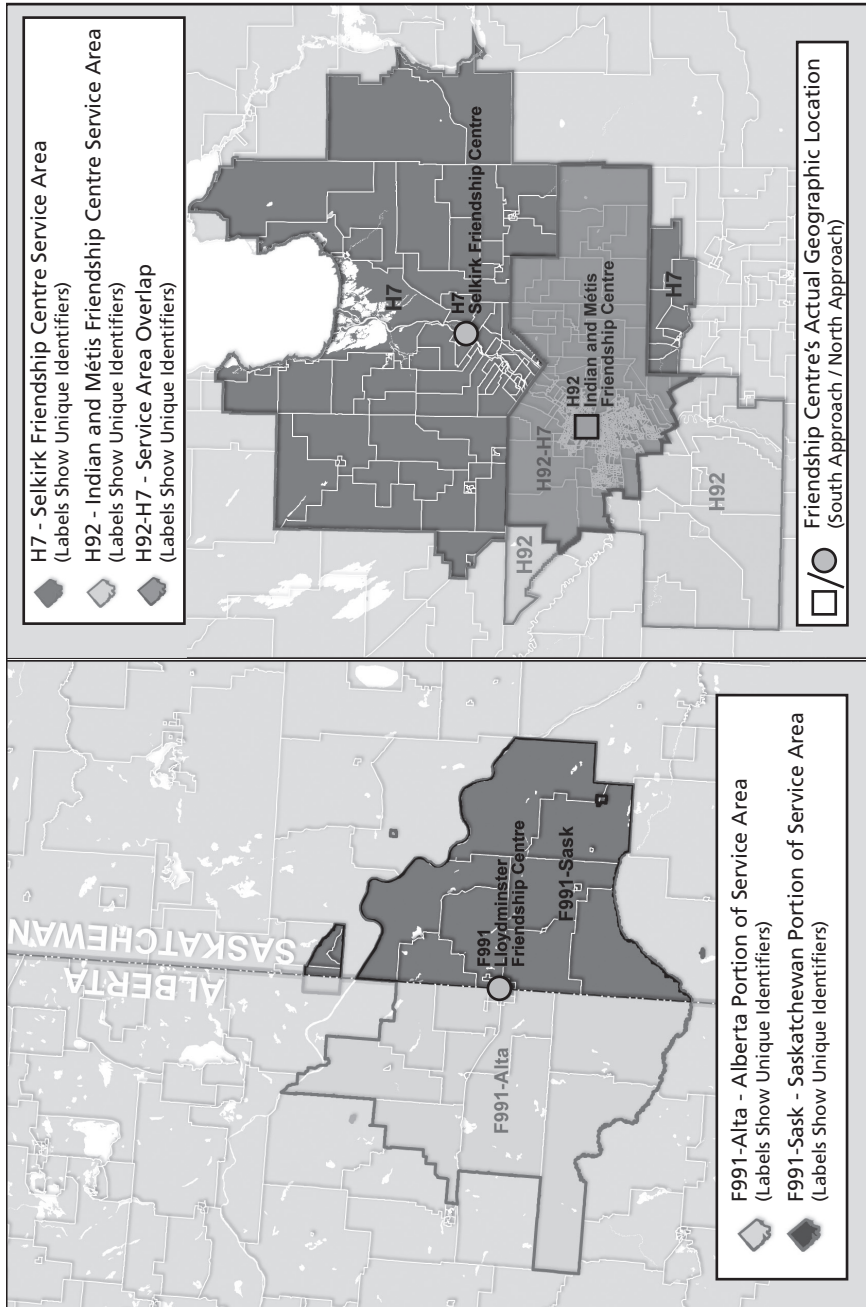 F991-Alta - Alberta Portion of Service Area
(Labels Show Unique Identifiers)
F991-Sask - Saskatchewan Portion of Service Area
(Labels Show Unique Identifiers)
ALBERTA
SASKATCHEWAN
F991-Alta
F991
Lloydminster
Friendship Centre
F991-Sask
H7 - Selkirk Friendship Centre Service Area
(Labels Show Unique Identifiers)
H92 - Indian and Métis Friendship Centre Service Area
(Labels Show Unique Identifiers)
H92-H7 - Service Area Overlap
(Labels Show Unique Identifiers)
H7
H7
Selkirk Friendship Centre
H92-H7
H92
Indian and Métis
Friendship Centre
H92
H7
H92
/
Friendship Centre's Actual Geographic Location
(South Approach / North Approach)